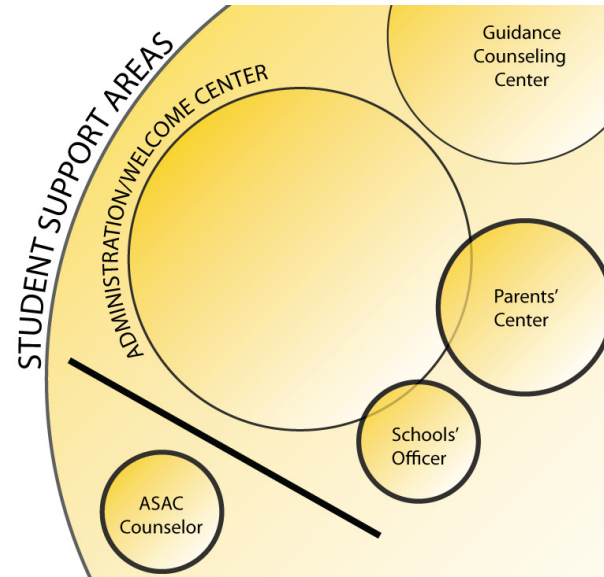 STUDENT SUPPORT AREAS
ADMINISTRATION/WELCOME CENTER
Guidance
Counseling
Center
Parents'
Center
Schools'
Officer
ASAC
Counselor